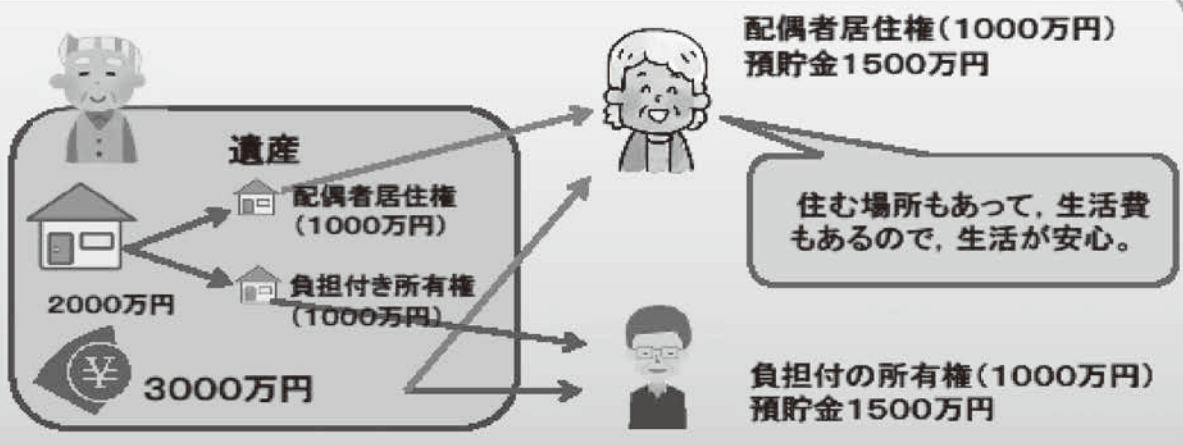 遺産
配偶者居住権
(1000万円)
2000万円
負担付き所有権
(1000万円)
¥
3000万円
配偶者居住権(1000万円)
預貯金1500万円
住む場所もあって,生活費
もあるので,生活が安心。
負担付の所有権(1000万円)
預貯金1500万円